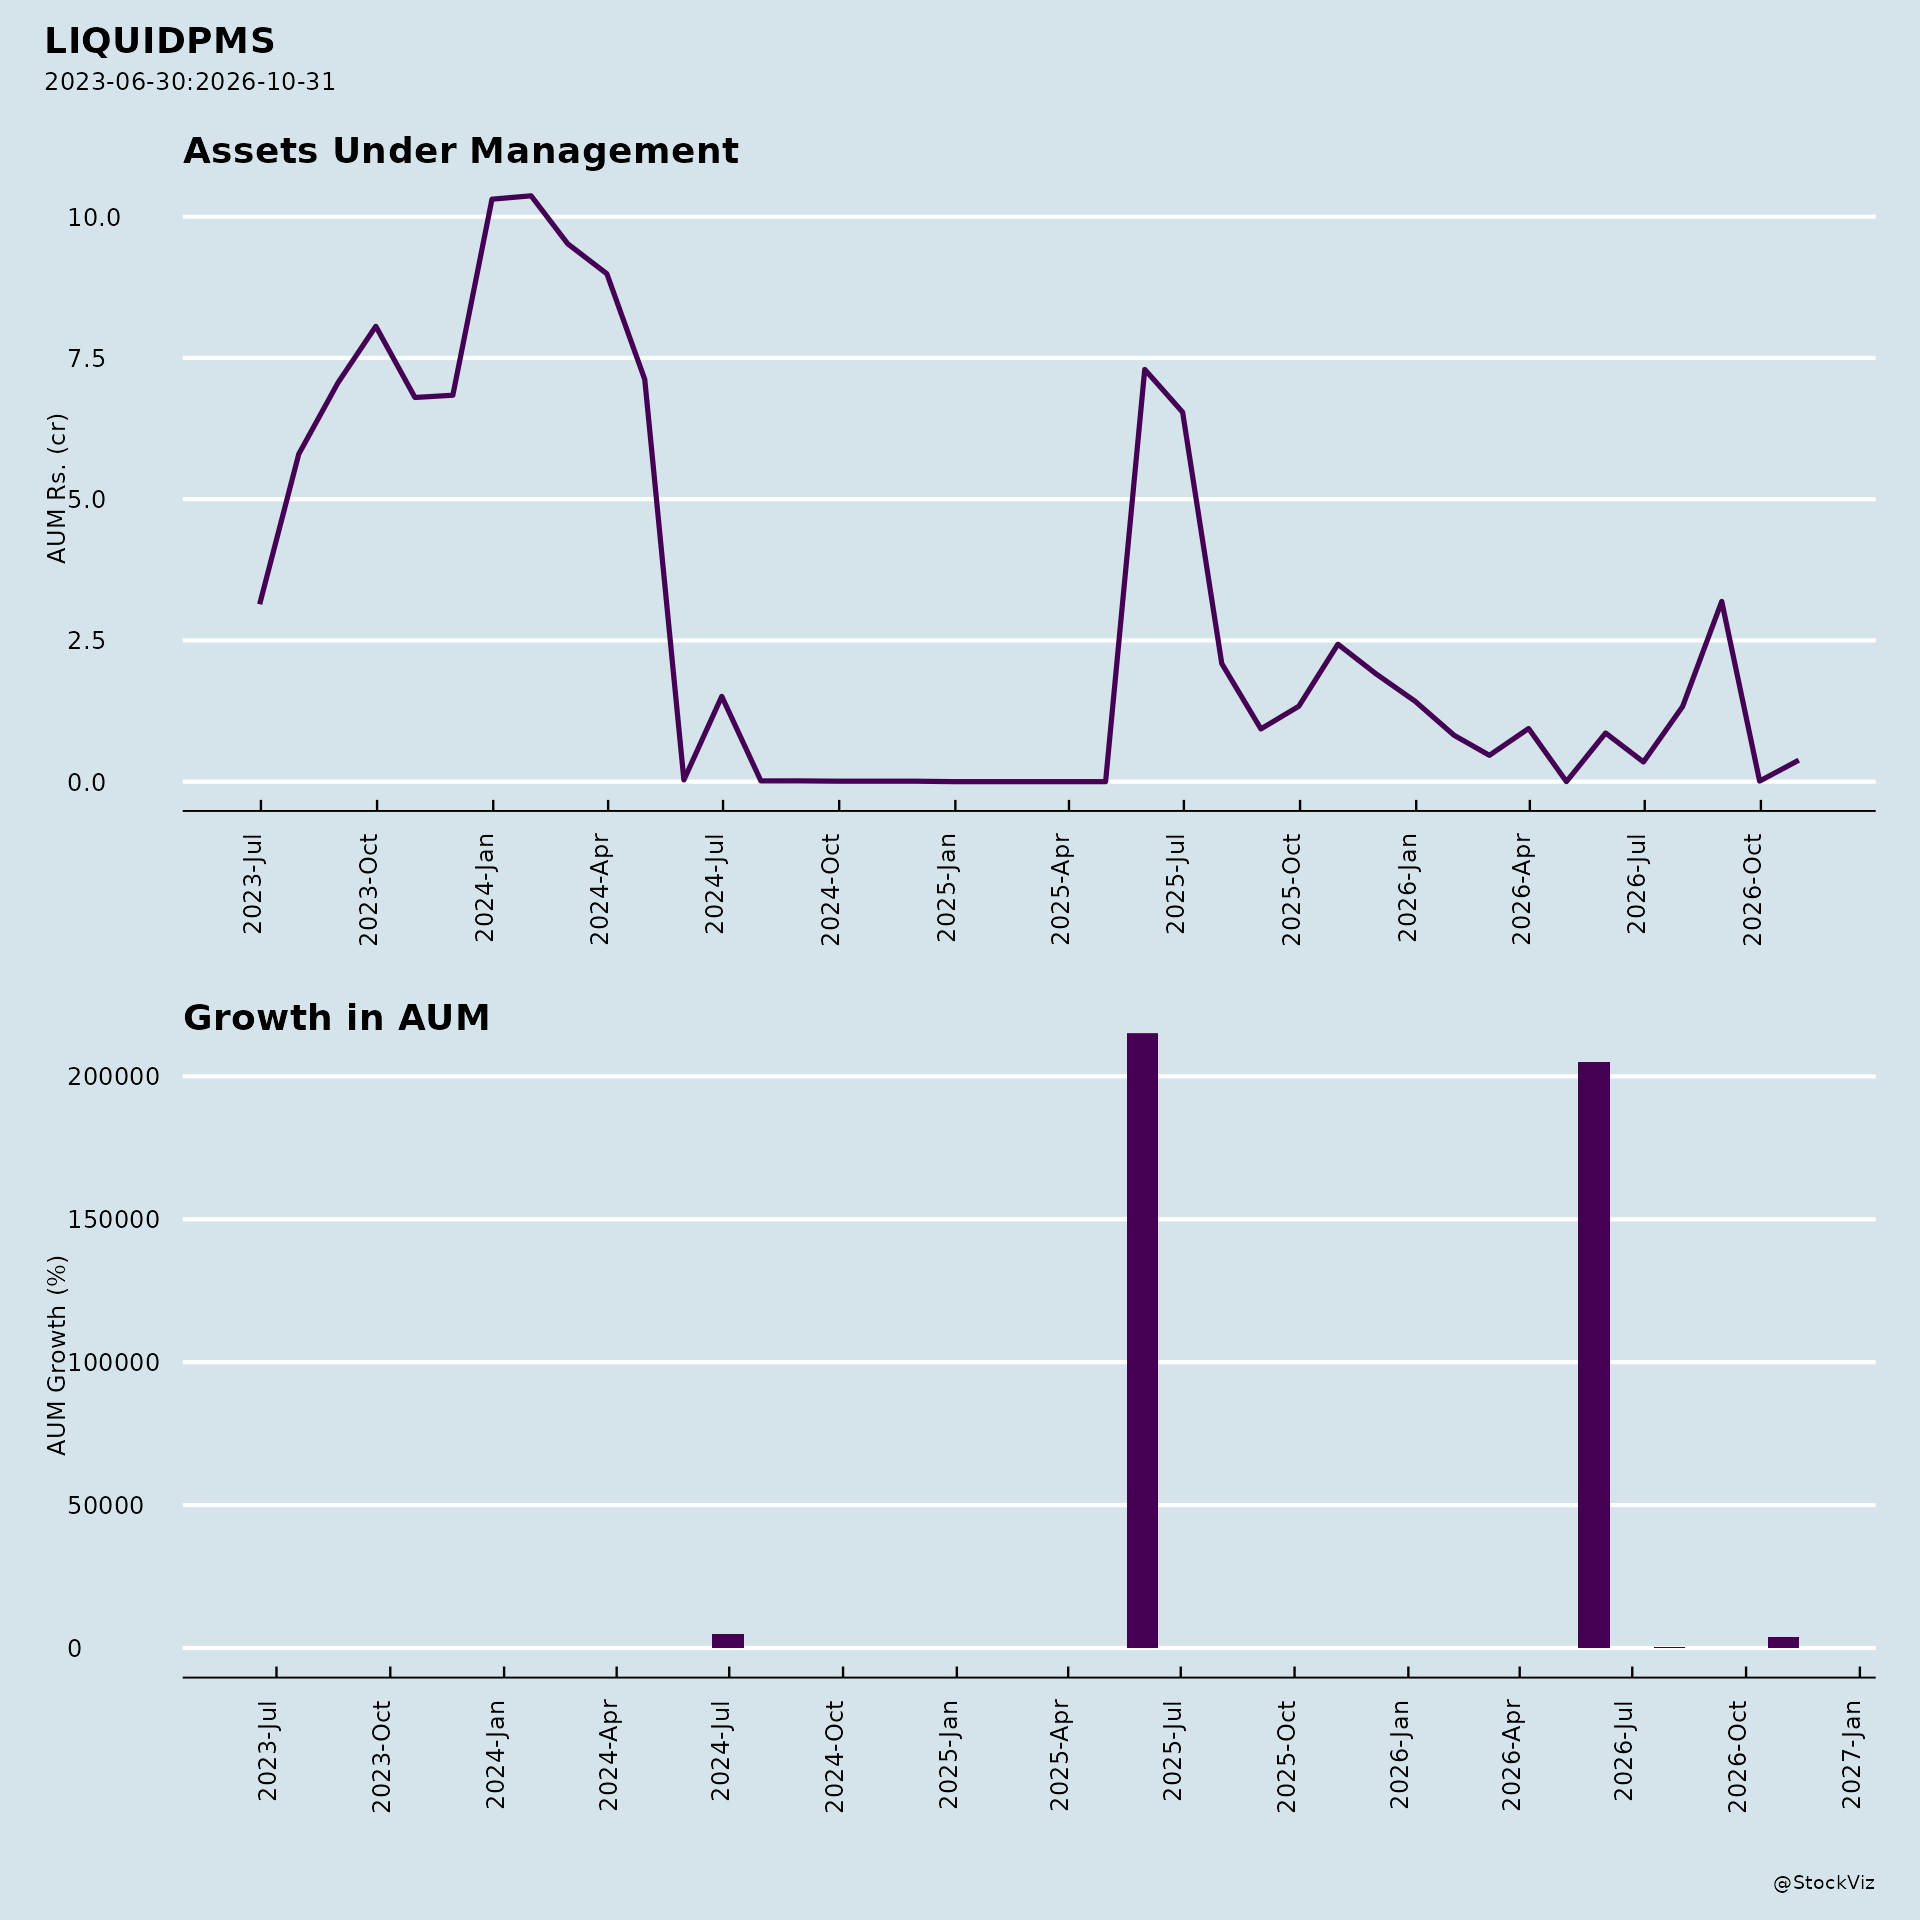 LIQUIDPMS
2023-06-30:2026-10-31
Assets Under Management
AUM Rs. (cr)
10.0
7.5
5.0
2.5
0.0
2023-Jul
2023-Oct
2024-Jan
2024-Apr
2024-Jul
2024-Oct
2025-Jan
2025-Apr
2025-Jul
2025-Oct
2026-Jan
2026-Apr
2026-Jul
2026-Oct
Growth in AUM
AUM Growth (%)
200000
150000
100000
50000
0
2023-Jul
2023-Oct
2024-Jan
2024-Apr
2024-Jul
2024-Oct
2025-Jan
2025-Apr
2025-Jul
2025-Oct
2026-Jan
2026-Apr
2026-Jul
2026-Oct
2027-Jan
@StockViz